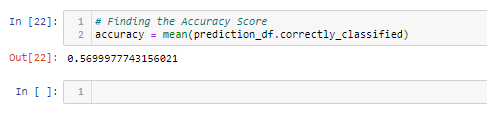 In [22]: 1 # Finding the Accuracy Score
2 accuracy = mean(prediction_df.correctly_classified)
Out[22]: 0.5699977743156021
In [ ]: 1